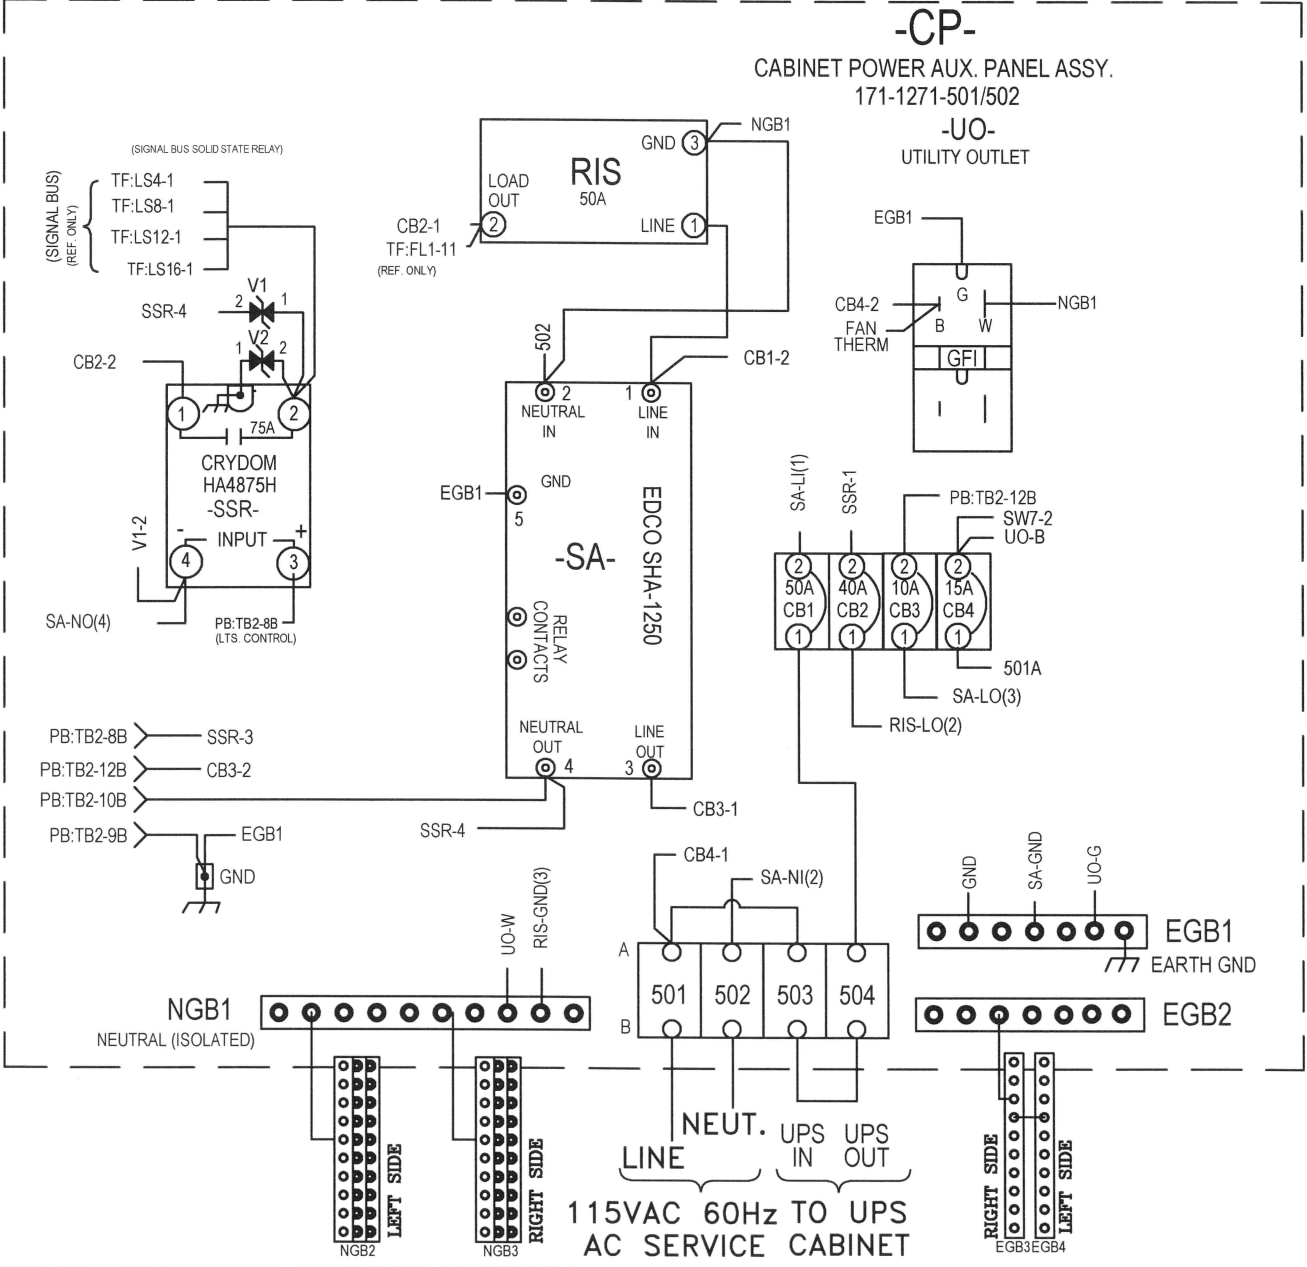 -CP-
CABINET POWER AUX. PANEL ASSY.
171-1271-501/502
-UO-
UTILITY OUTLET
(SIGNAL BUS SOLID STATE RELAY)
(SIGNAL BUS)
(REF. ONLY)
TF:LS4-1
TF:LS8-1
TF:LS12-1
TF:LS16-1
SSR-4
2
V1
1
V2
1
2
CB2-2
1
2
75A
CRYDOM
HA4875H
-SSR-
-
INPUT
+
4
3
V1-2
SA-NO(4)
PB:TB2-8B
(LTS. CONTROL)
GND
3
NGB1
RIS
50A
LOAD
OUT
2
LINE
1
CB2-1
TF:FL1-11
(REF. ONLY)
502
CB1-2
2
NEUTRAL
IN
1
LINE
IN
EGB1
GND
5
-SA-
EDCO SHA-1250
RELAY
CONTACTS
NEUTRAL
OUT
4
LINE
OUT
3
CB3-1
SSR-4
EGB1
G
CB4-2
FAN
THERM
B
W
NGB1
GFI
SA-LI(1)
SSR-1
PB:TB2-12B
SW7-2
UO-B
2
2
2
2
50A
40A
10A
15A
CB1
CB2
CB3
CB4
1
1
1
1
501A
SA-LO(3)
RIS-LO(2)
PB:TB2-8B
SSR-3
PB:TB2-12B
CB3-2
PB:TB2-10B
PB:TB2-9B
EGB1
GND
CB4-1
SA-NI(2)
UO-W
RIS-GND(3)
NGB1
NEUTRAL (ISOLATED)
A
501
502
503
504
B
GND
SA-GND
UO-G
EGB1
EARTH GND
EGB2
LEFT SIDE
NGB2
RIGHT SIDE
NGB3
NEUT.
LINE
UPS
IN
UPS
OUT
115VAC 60Hz TO UPS
AC SERVICE CABINET
RIGHT SIDE
LEFT SIDE
EGB3
EGB4